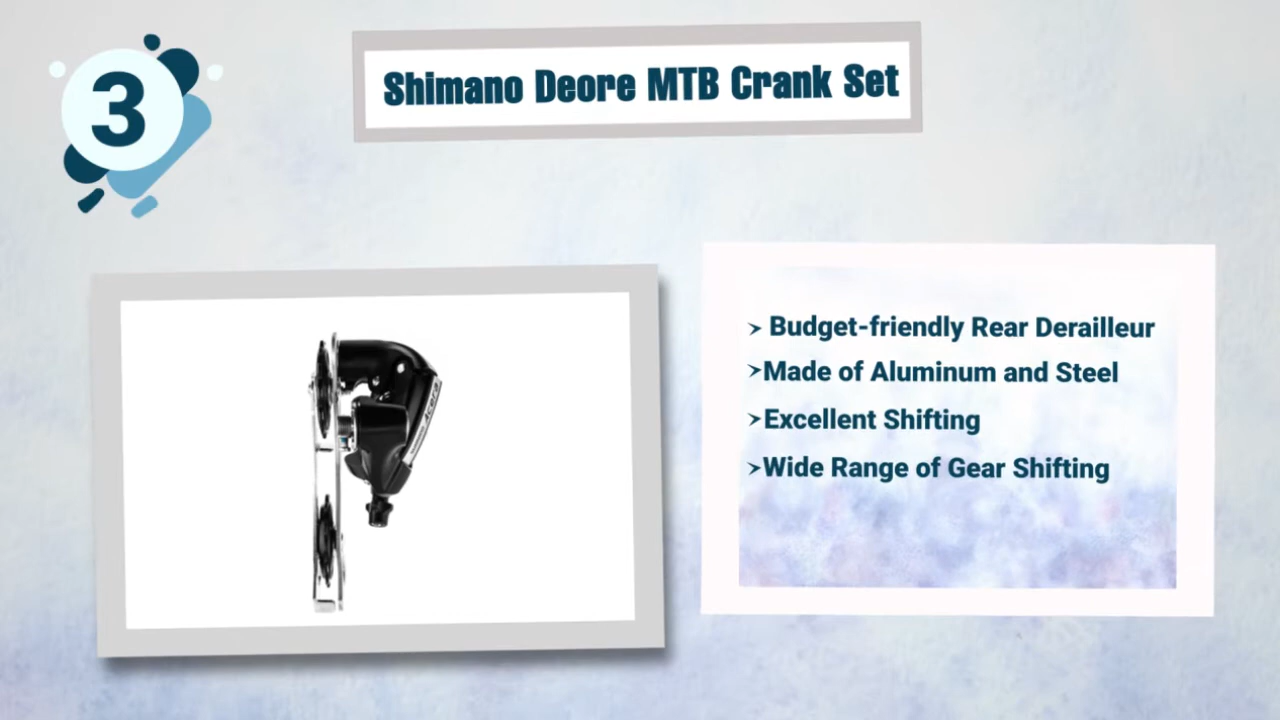 3
Shimano Deore MTB Crank Set
Budget-friendly Rear Derailleur
Made of Aluminum and Steel
Excellent Shifting
Wide Range of Gear Shifting
Acera